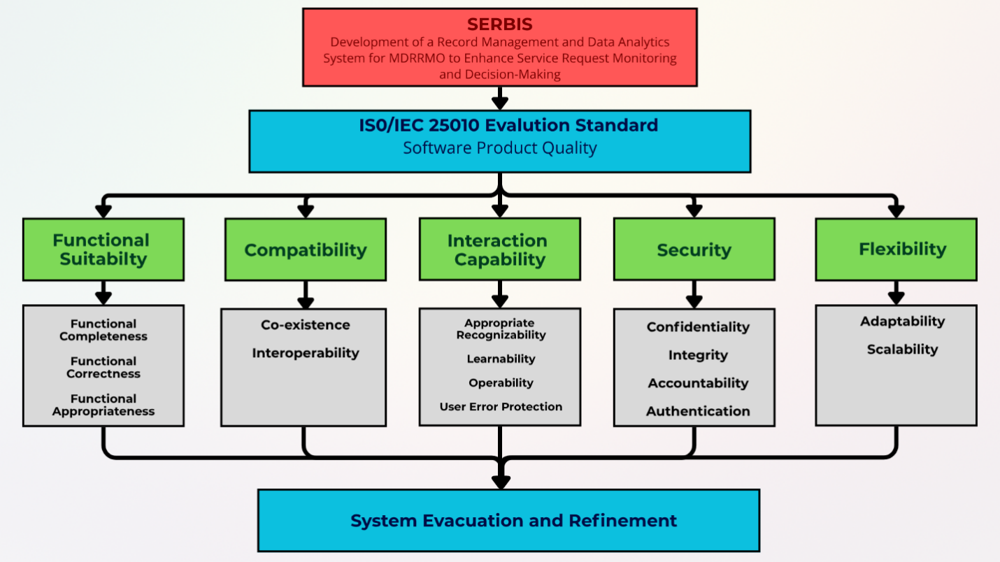 SERBIS
Development of a Record Management and Data Analytics
System for MDRRMO to Enhance Service Request Monitoring
and Decision-Making
IS0/IEC 25010 Evalution Standard
Software Product Quality
Functional
Suitabilty
Compatibility
Interaction
Capability
Security
Flexibility
Functional
Completeness
Functional
Correctness
Functional
Appropriateness
Co-existence
Interoperability
Appropriate
Recognizability
Learnability
Operability
User Error Protection
Confidentiality
Integrity
Accountability
Authentication
Adaptability
Scalability
System Evacuation and Refinement